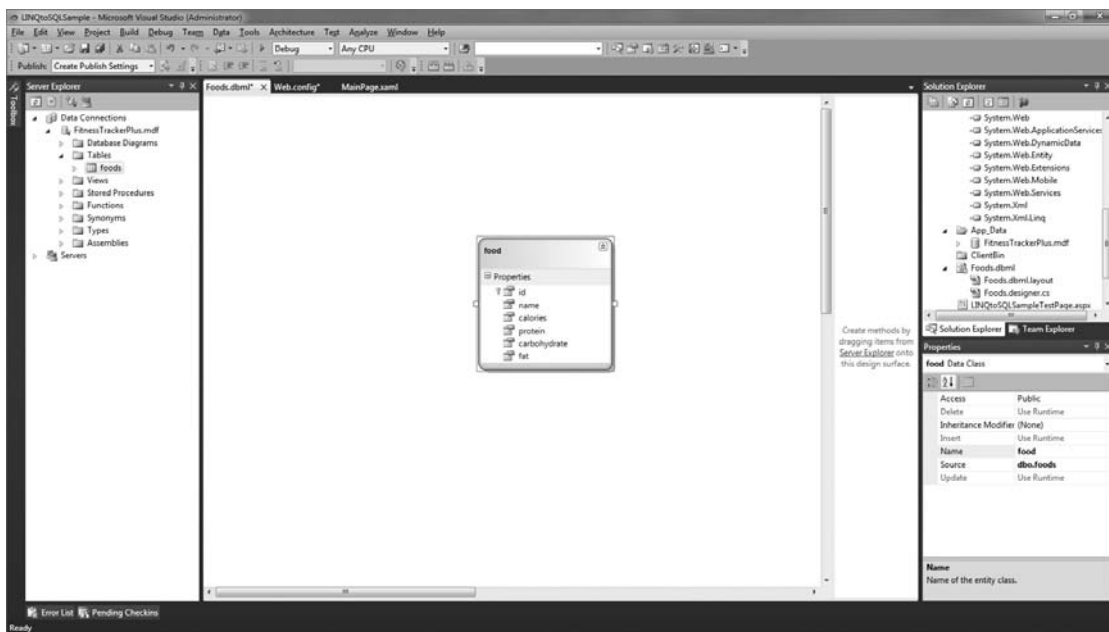 LINQtoSQLSample - Microsoft Visual Studio (Administrator)
File Edit View Project Build Debug Team Data Tools Architecture Test Analyze Window Help
Debug Any CPU
Publish: Create Publish Settings
Toolbox
Server Explorer
Data Connections
FitnessTrackerPlus.mdf
Database Diagrams
Tables
foods
Views
Stored Procedures
Functions
Synonyms
Types
Assemblies
Servers
Foods.dbml* Web.config* MainPage.xaml
food
Properties
id
name
calories
protein
carbohydrate
fat
Create methods by
dragging items from
Server Explorer onto
this design surface.
Solution Explorer
System.Web
System.Web.ApplicationServices
System.Web.DynamicData
System.Web.Entity
System.Web.Extensions
System.Web.Mobile
System.Web.Services
System.Xml
System.Xml.Linq
App_Data
FitnessTrackerPlus.mdf
ClientBin
Foods.dbml
Foods.dbml.layout
Foods.designer.cs
LINQtoSQLSampleTestPage.aspx
Solution Explorer Team Explorer
Properties
food Data Class
Access Public
Delete Use Runtime
Inheritance Modifier (None)
Insert Use Runtime
Name food
Source dbo.foods
Update Use Runtime
Name
Name of the entity class.
Error List Pending Checkins
Ready